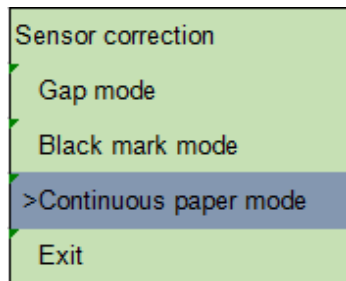 Sensor correction
Gap mode
Black mark mode
>Continuous paper mode
Exit